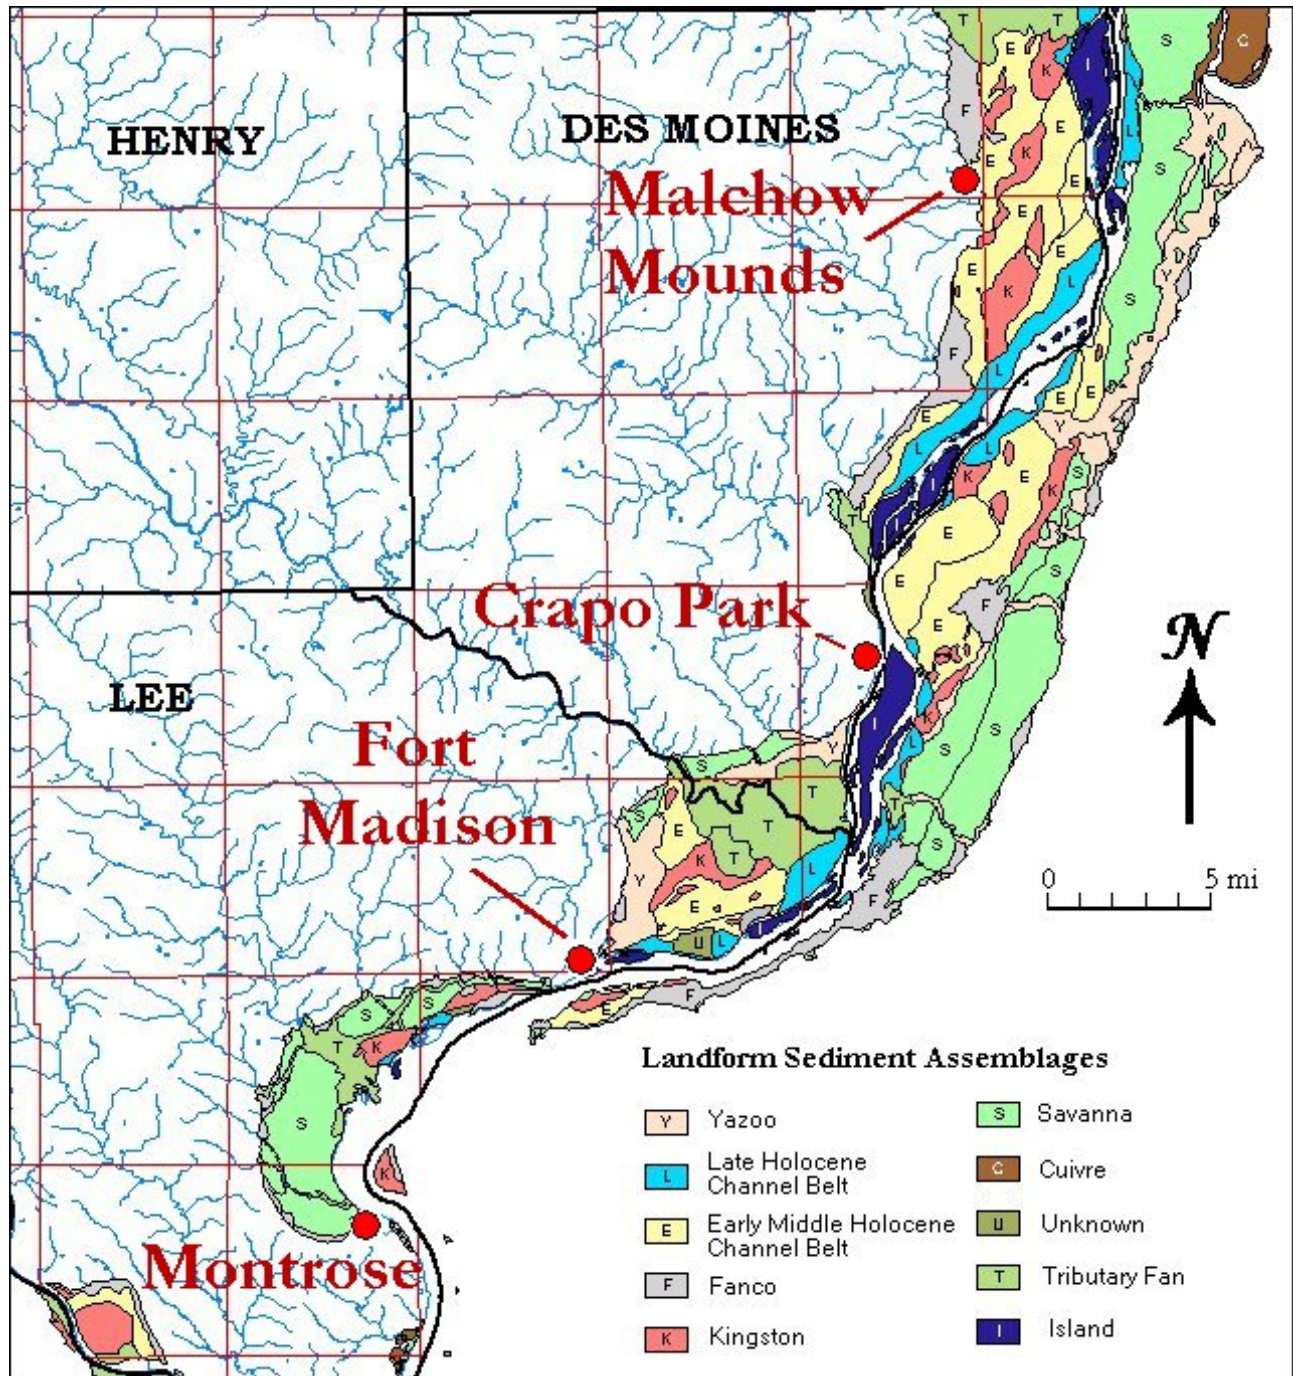 HENRY
DES MOINES
Malchow
Mounds
Crapo Park
N
LEE
Fort
Madison
0 5 mi
Montrose
Landform Sediment Assemblages
Y Yazoo
L Late Holocene
Channel Belt
E Early Middle Holocene
Channel Belt
F Fanco
K Kingston
S Savanna
C Cuivre
U Unknown
T Tributary Fan
I Island